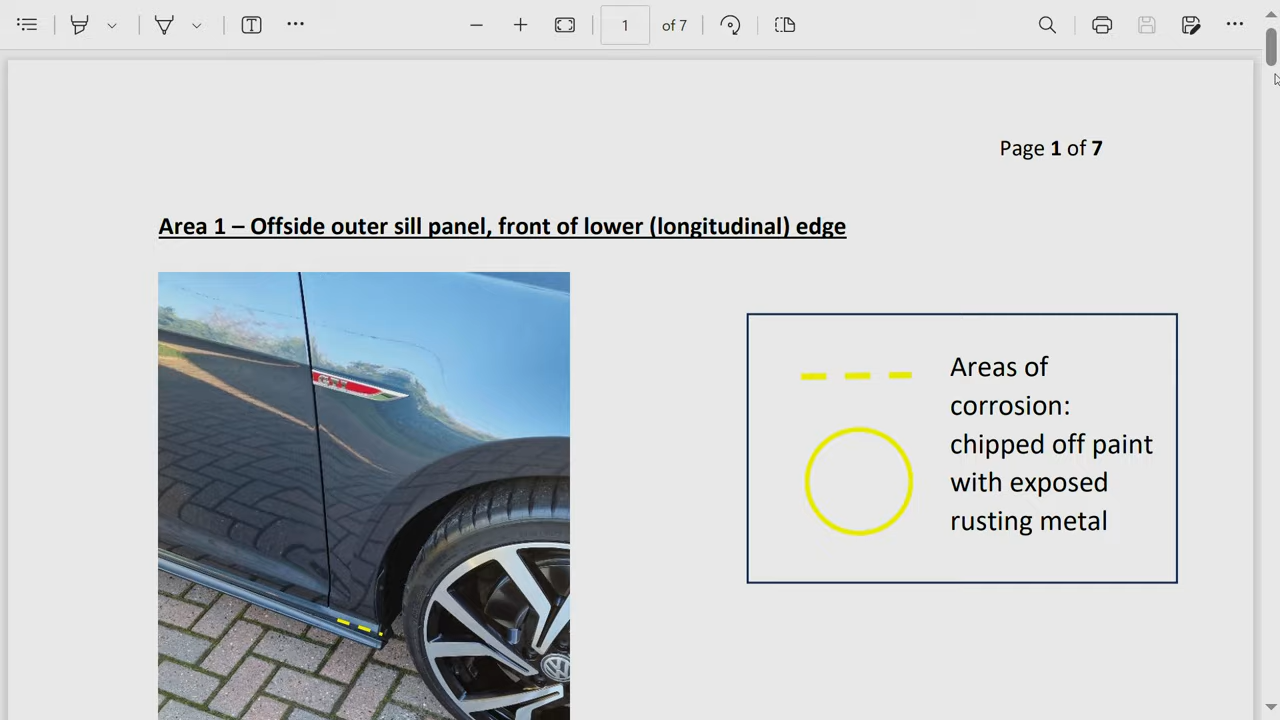 1 of 7
Page 1 of 7
Area 1 – Offside outer sill panel, front of lower (longitudinal) edge
GTI
Areas of
corrosion:
chipped off paint
with exposed
rusting metal